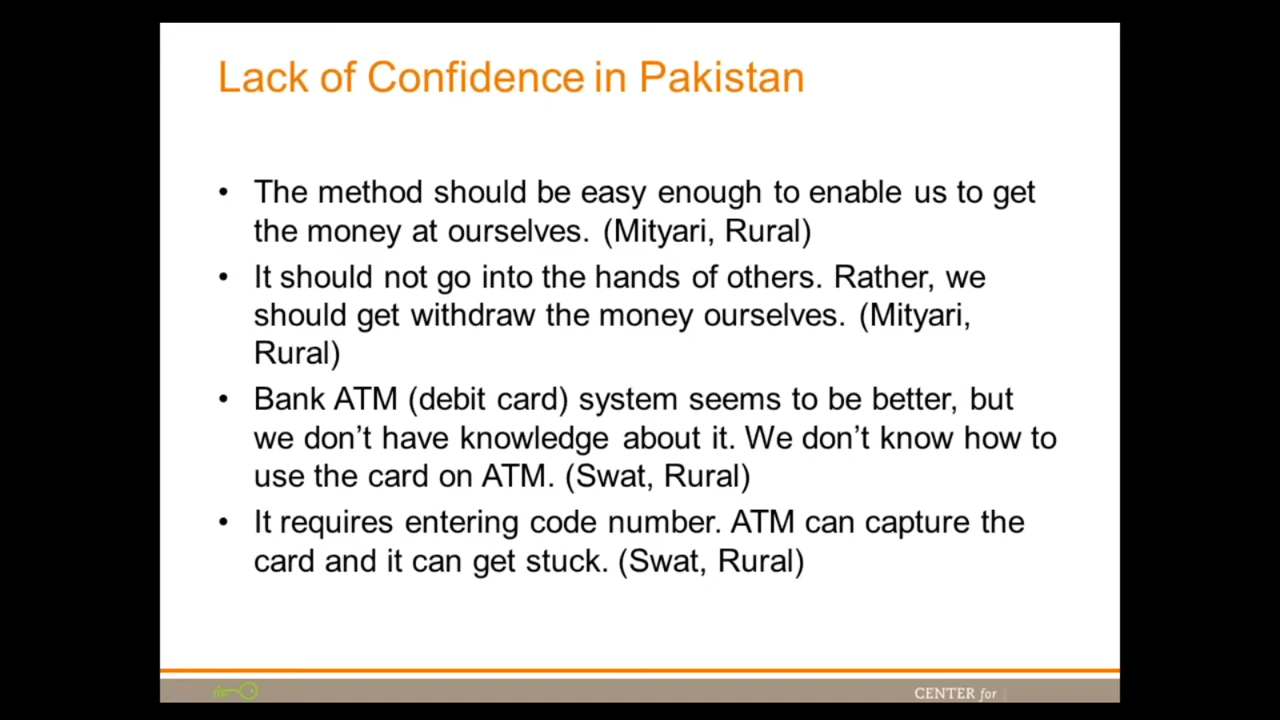 Lack of Confidence in Pakistan
• The method should be easy enough to enable us to get
the money at ourselves. (Mityari, Rural)
• It should not go into the hands of others. Rather, we
should get withdraw the money ourselves. (Mityari,
Rural)
• Bank ATM (debit card) system seems to be better, but
we don’t have knowledge about it. We don’t know how to
use the card on ATM. (Swat, Rural)
• It requires entering code number. ATM can capture the
card and it can get stuck. (Swat, Rural)
CENTER for